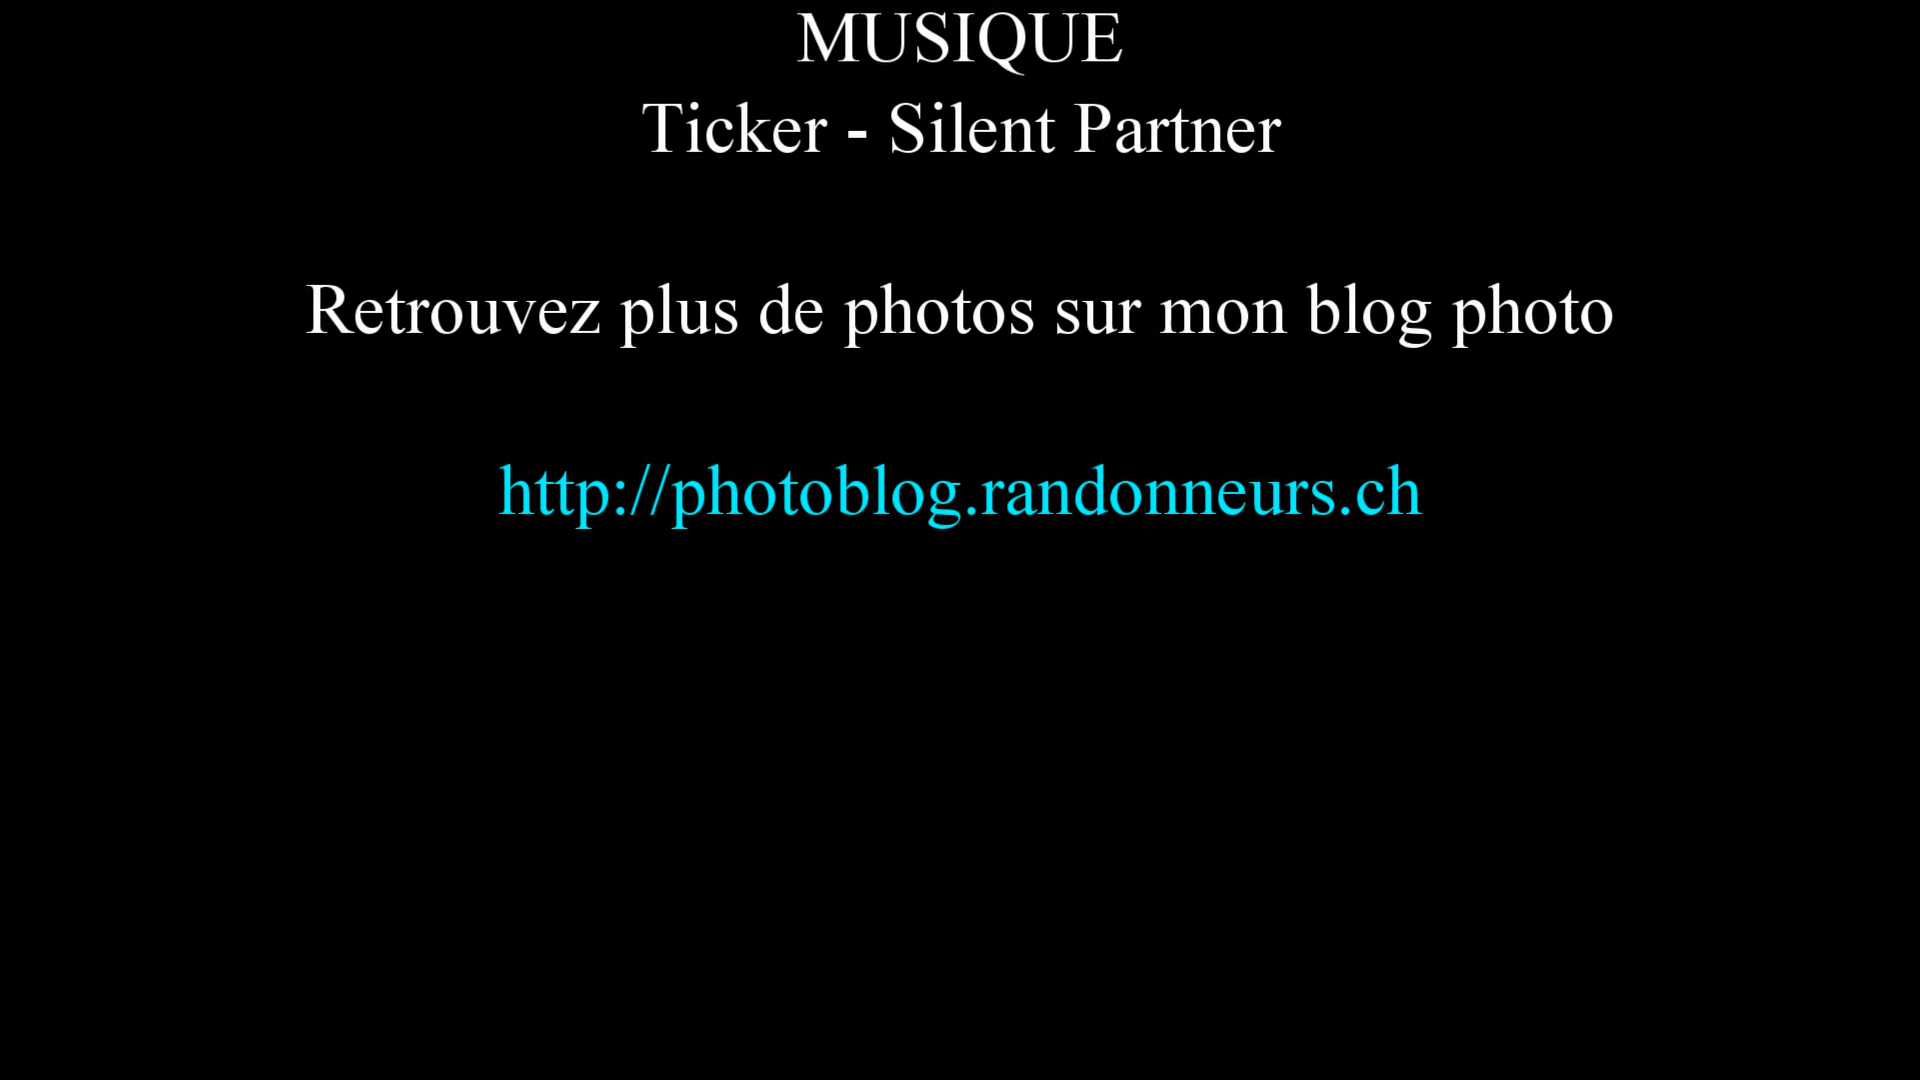 MUSIQUE
Ticker - Silent Partner
Retrouvez plus de photos sur mon blog photo
http://photoblog.randonneurs.ch